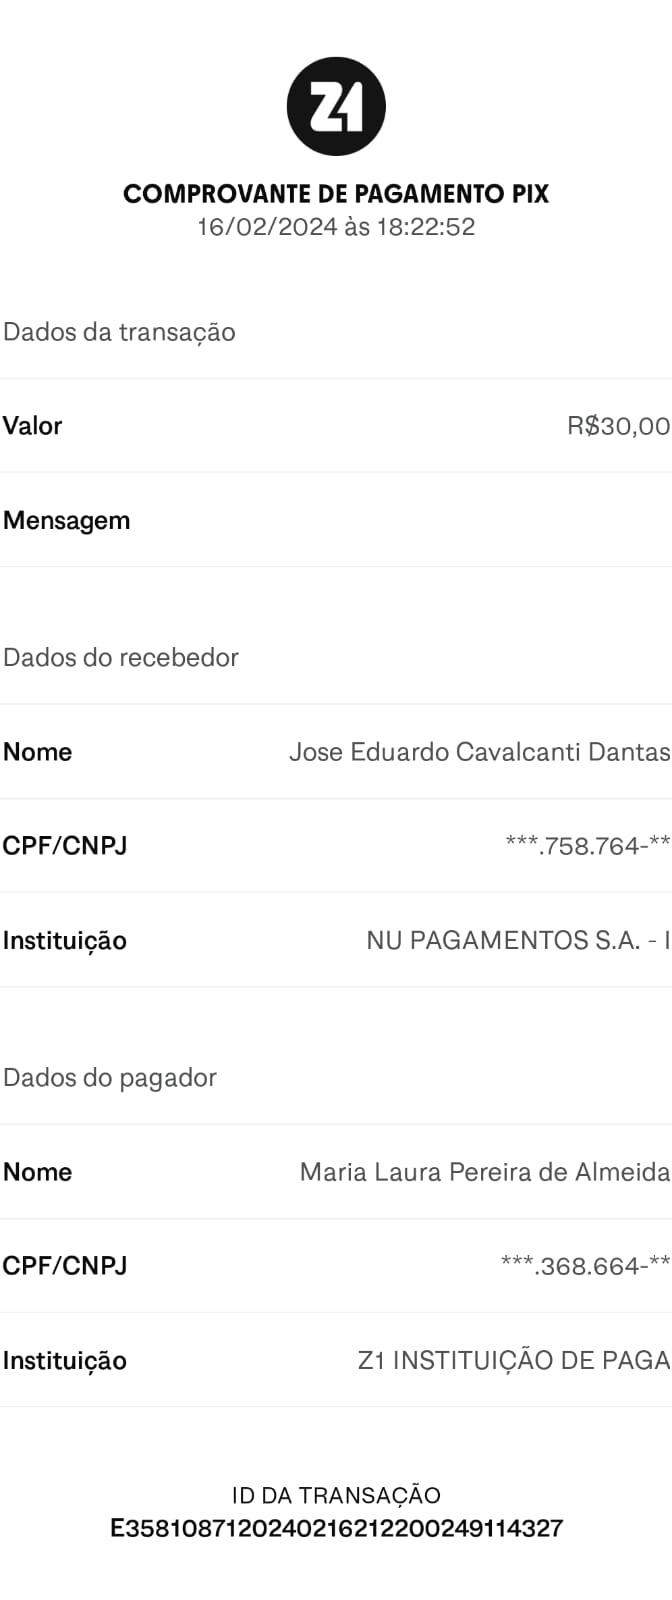 Z1
COMPROVANTE DE PAGAMENTO PIX
16/02/2024 às 18:22:52
Dados da transação
Valor R$30,00
Mensagem
Dados do recebedor
Nome Jose Eduardo Cavalcanti Dantas
CPF/CNPJ ***.758.764-**
Instituição NU PAGAMENTOS S.A. - I
Dados do pagador
Nome Maria Laura Pereira de Almeida
CPF/CNPJ ***.368.664-**
Instituição Z1 INSTITUIÇÃO DE PAGA
ID DA TRANSAÇÃO
E35810871202402162122002491143​27